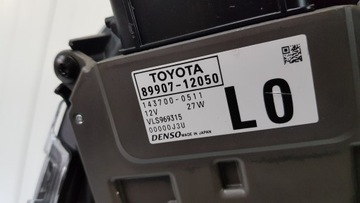 TOYOTA
89907-12050
143700-0511
12V 27W
VLS969315
00000J3U
DENSO MADE IN JAPAN
L0